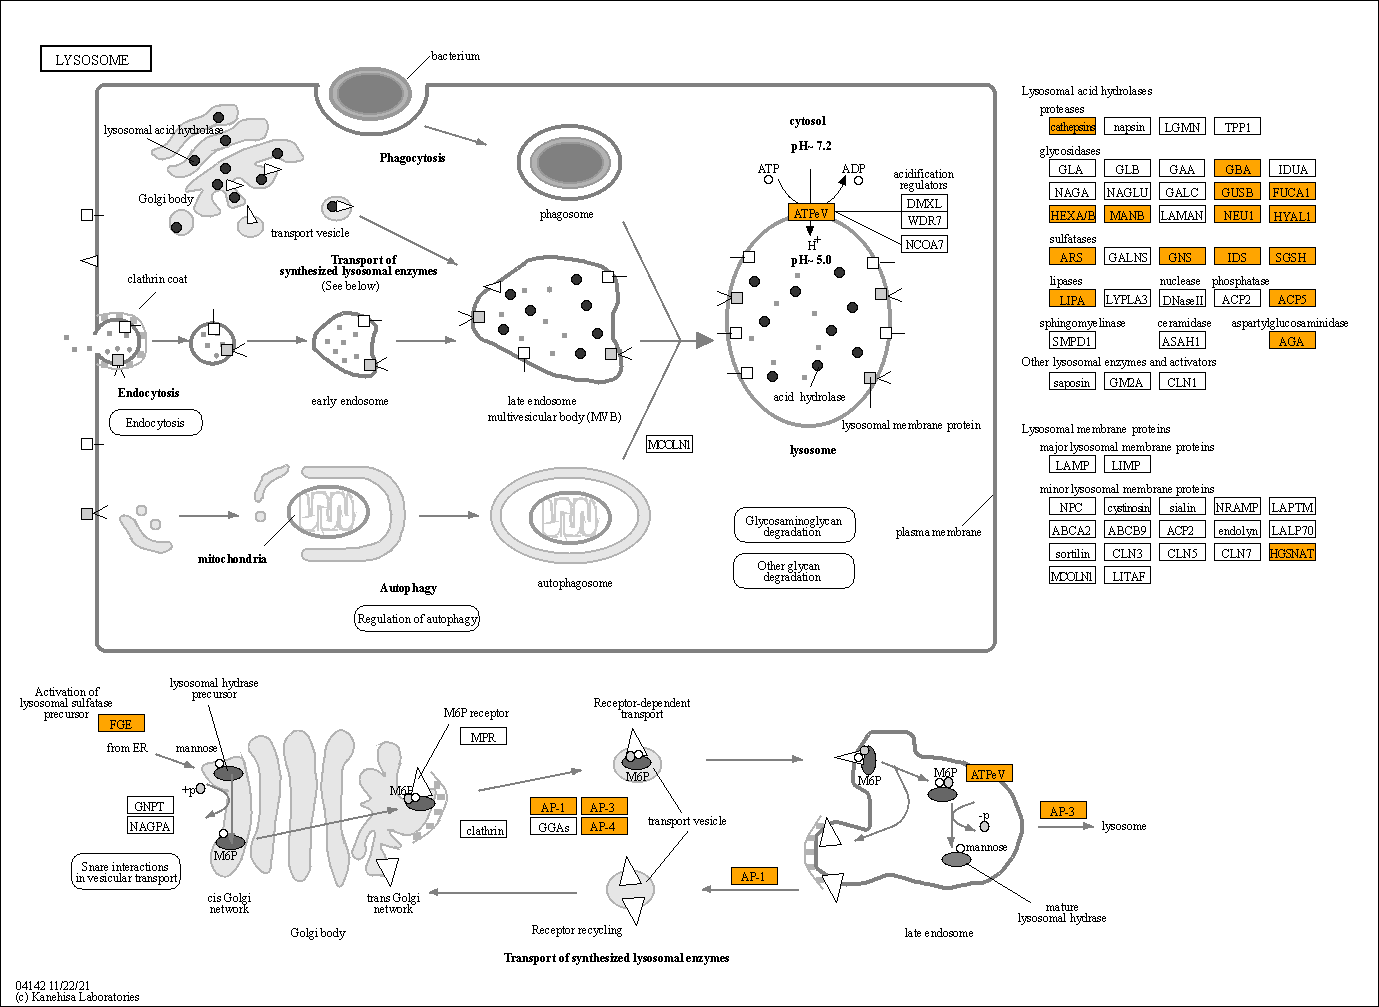 LYSOSOME
bacterium
lysosomal acid hydrolase
Golgi body
Phagocytosis
transport vesicle
phagosome
Transport of
synthesized lysosomal enzymes
(See below)
clathrin coat
cytosol
pH~ 7.2
ATP
ADP
ATPeV
H+
pH~ 5.0
acidification
regulators
DMXL
WDR7
NCOA7
Endocytosis
Endocytosis
early endosome
late endosome
multivesicular body (MVB)
acid hydrolase
lysosomal membrane protein
lysosome
MCOLN1
mitochondria
Autophagy
Regulation of autophagy
autophagosome
Glycosaminoglycan
degradation
Other glycan
degradation
plasma membrane
Lysosomal acid hydrolases
proteases
cathepsins napsin LGMN TPP1
glycosidases
GLA GLB GAA GBA IDUA
NAGA NAGLU GALC GUSB FUCA1
HEXA/B MANB LAMAN NEU1 HYAL1
sulfatases
ARS GALNS GNS IDS SGSH
lipases nuclease phosphatase
LIPA LYPLA3 DNaseII ACP2 ACP5
sphingomyelinase ceramidase aspartylglucosaminidase
SMPD1 ASAH1 AGA
Other lysosomal enzymes and activators
saposin GM2A CLN1
Lysosomal membrane proteins
major lysosomal membrane proteins
LAMP LIMP
minor lysosomal membrane proteins
NPC cystinosin sialin NRAMP LAPTM
ABCA2 ABCB9 ACP2 endolyn LALP70
sortilin CLN3 CLN5 CLN7 HGSNAT
MCOLN1 LITAF
Activation of
lysosomal sulfatase
precursor
FGE
from ER
lysosomal hydrase
precursor
mannose
+p
GNPT
NAGPA
M6P
Snare interactions
in vesicular transport
cis Golgi
network
Golgi body
M6P receptor
MPR
M6P
clathrin
trans Golgi
network
Receptor-dependent
transport
M6P
AP-1 AP-3
GGAs AP-4
transport vesicle
Receptor recycling
AP-1
M6P
M6P
ATPeV
-p
mannose
AP-3
lysosome
mature
lysosomal hydrase
late endosome
Transport of synthesized lysosomal enzymes
04142 11/22/21
(c) Kanehisa Laboratories